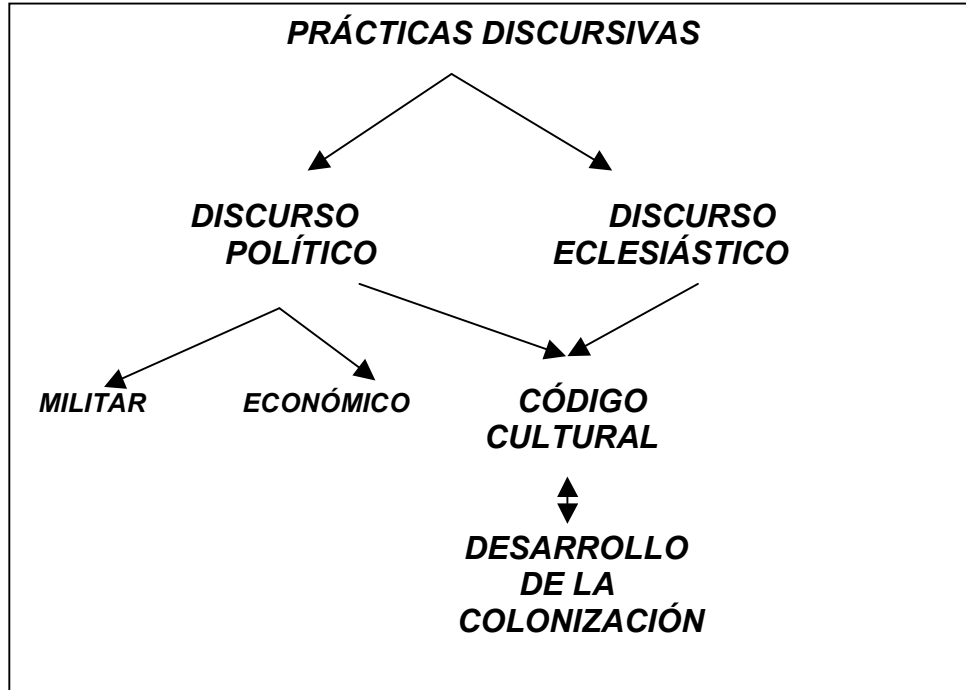 PRÁCTICAS DISCURSIVAS
DISCURSO
POLÍTICO
DISCURSO
ECLESIÁSTICO
MILITAR
ECONÓMICO
CÓDIGO
CULTURAL
DESARROLLO
DE LA
COLONIZACIÓN